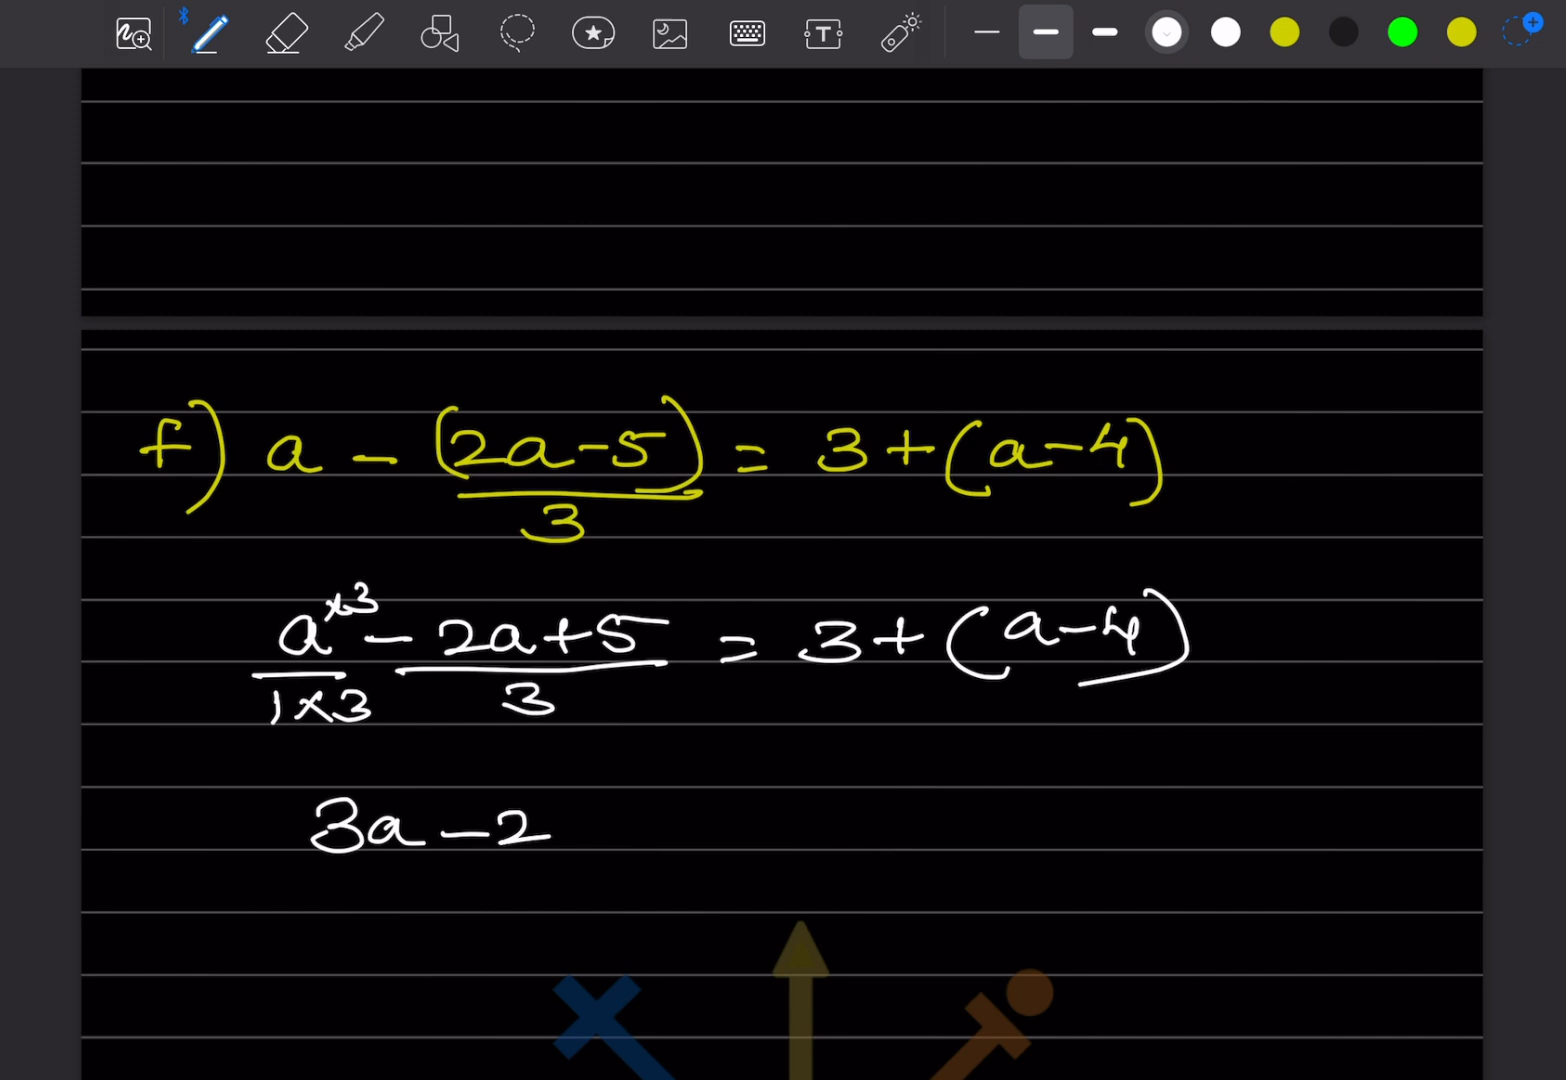 f) a - (2a-5)/3 = 3+(a-4)
a×3/1×3 - 2a+5/3 = 3+(a-4)
3a-2